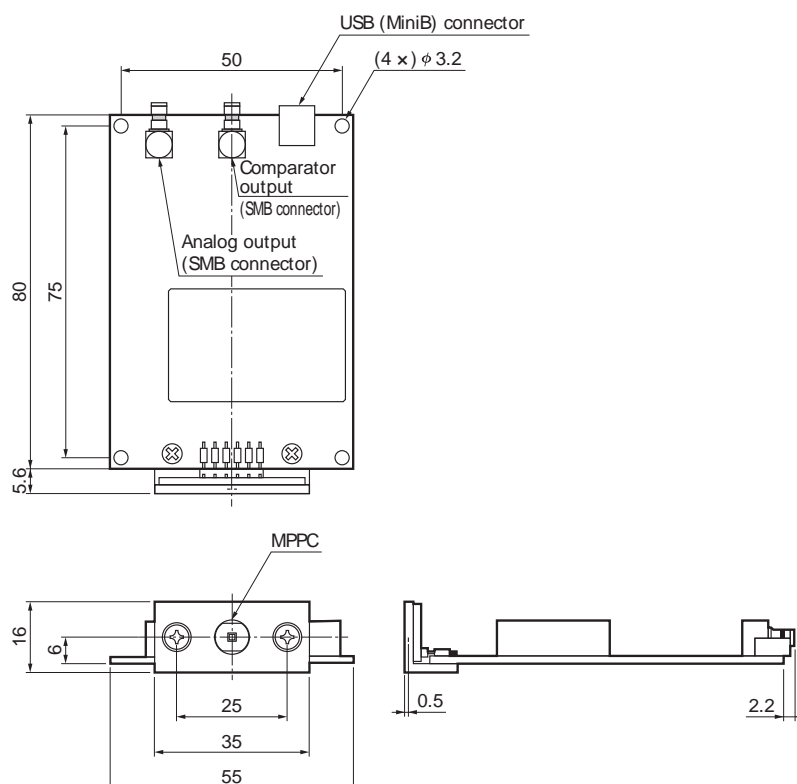 USB (MiniB) connector
50
(4 ×) φ 3.2
Comparator
output
(SMB connector)
Analog output
(SMB connector)
80
75
5.6
MPPC
16
6
25
35
55
0.5
2.2